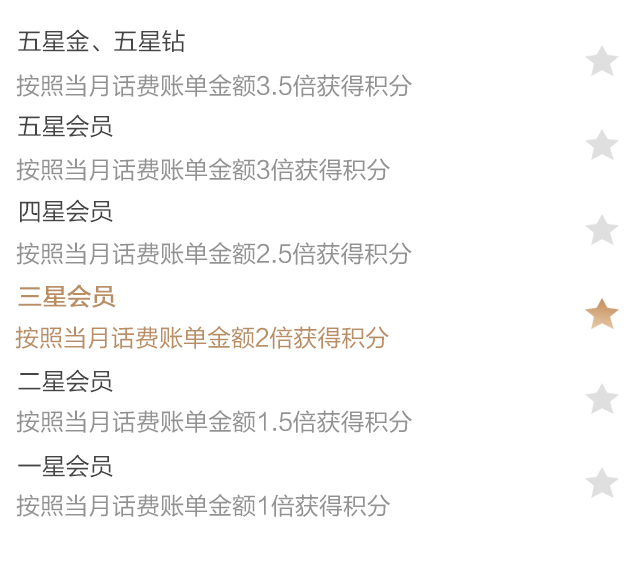 五星金、五星钻
按照当月话费账单金额3.5倍获得积分
五星会员
按照当月话费账单金额3倍获得积分
四星会员
按照当月话费账单金额2.5倍获得积分
三星会员
按照当月话费账单金额2倍获得积分
二星会员
按照当月话费账单金额1.5倍获得积分
一星会员
按照当月话费账单金额1倍获得积分